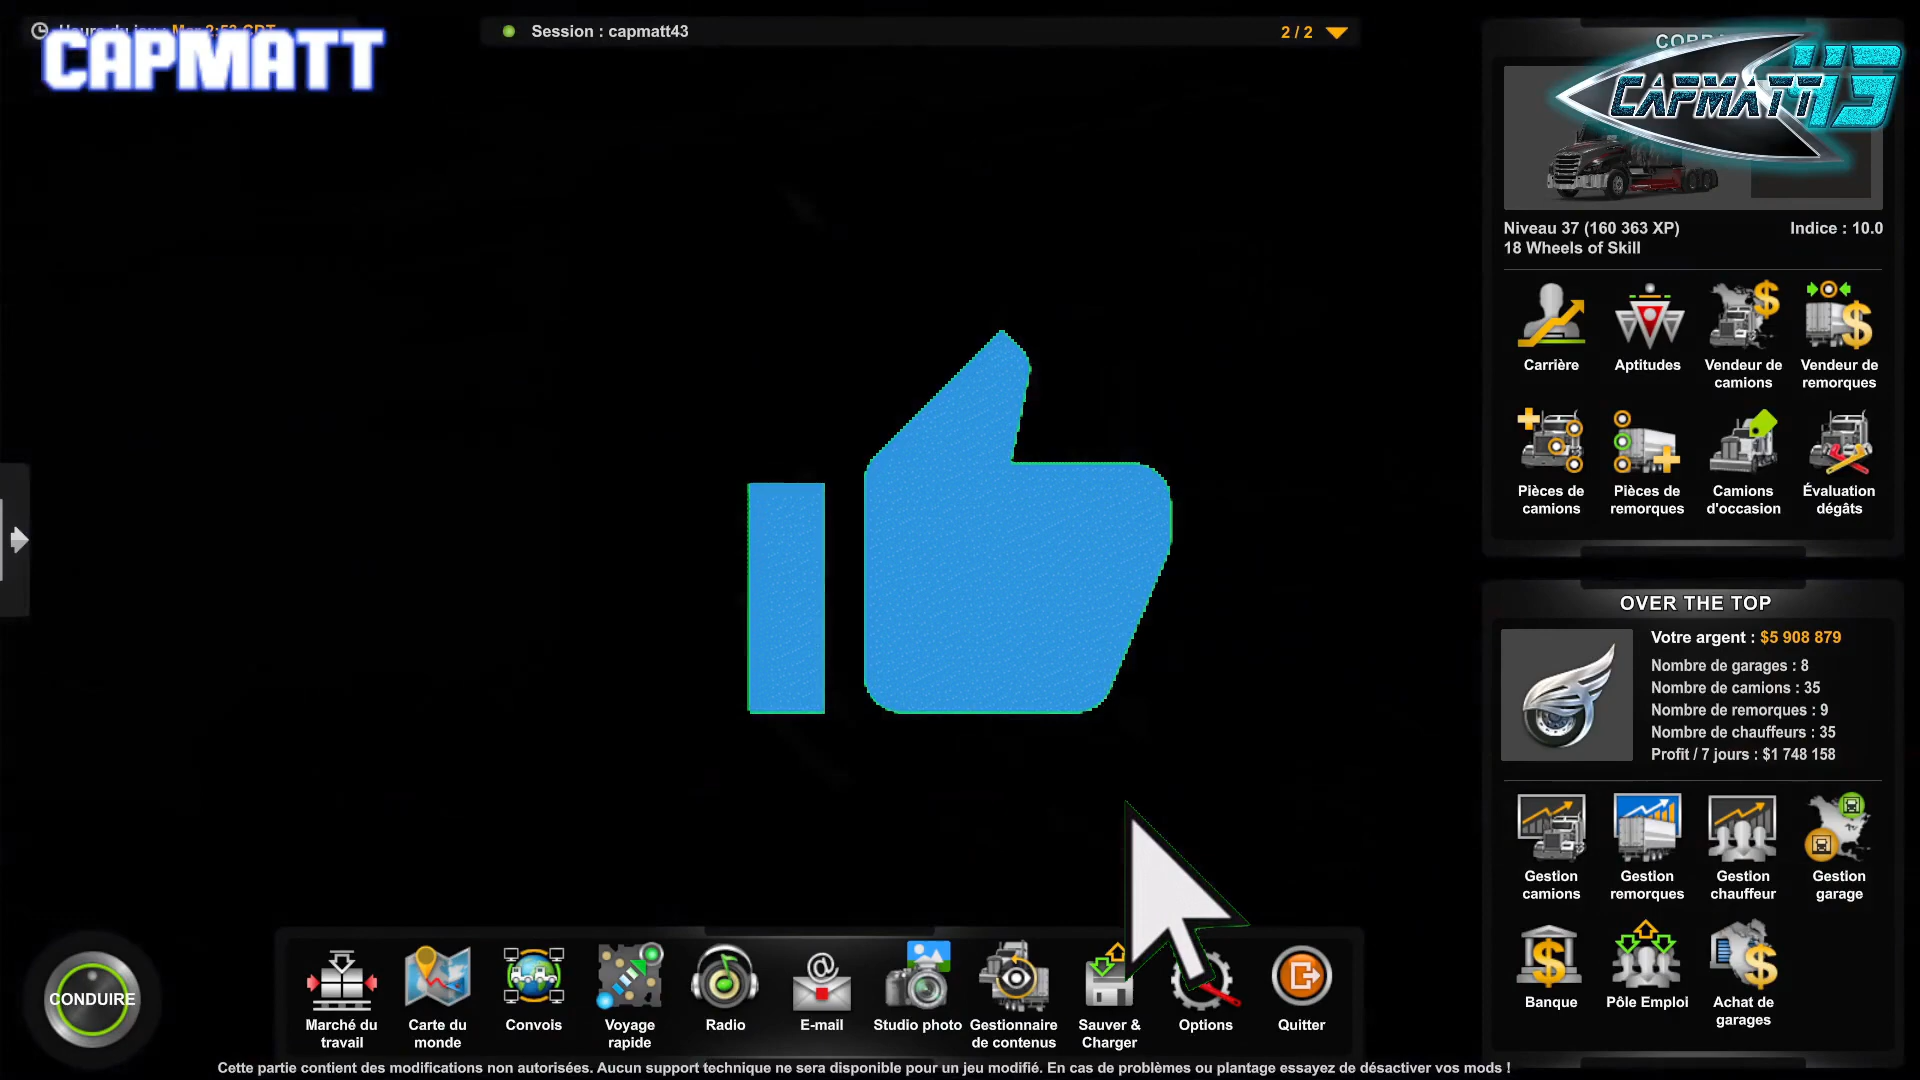 CAPMATT
Session : capmatt43
2 / 2
CAPMATT43
Niveau 37 (160 363 XP)
Indice : 10.0
18 Wheels of Skill
Carrière
Aptitudes
Vendeur de
camions
Vendeur de
remorques
Pièces de
camions
Pièces de
remorques
Camions
d'occasion
Évaluation
dégâts
OVER THE TOP
Votre argent : $5 908 879
Nombre de garages : 8
Nombre de camions : 35
Nombre de remorques : 9
Nombre de chauffeurs : 35
Profit / 7 jours : $1 748 158
Gestion
camions
Gestion
remorques
Gestion
chauffeur
Gestion
garage
Banque
Pôle Emploi
Achat de
garages
CONDUIRE
Marché du
travail
Carte du
monde
Convois
Voyage
rapide
Radio
E-mail
Studio photo
Gestionnaire
de contenus
Sauver &
Charger
Options
Quitter
Cette partie contient des modifications non autorisées. Aucun support technique ne sera disponible pour un jeu modifié. En cas de problèmes ou plantage essayez de désactiver vos mods !